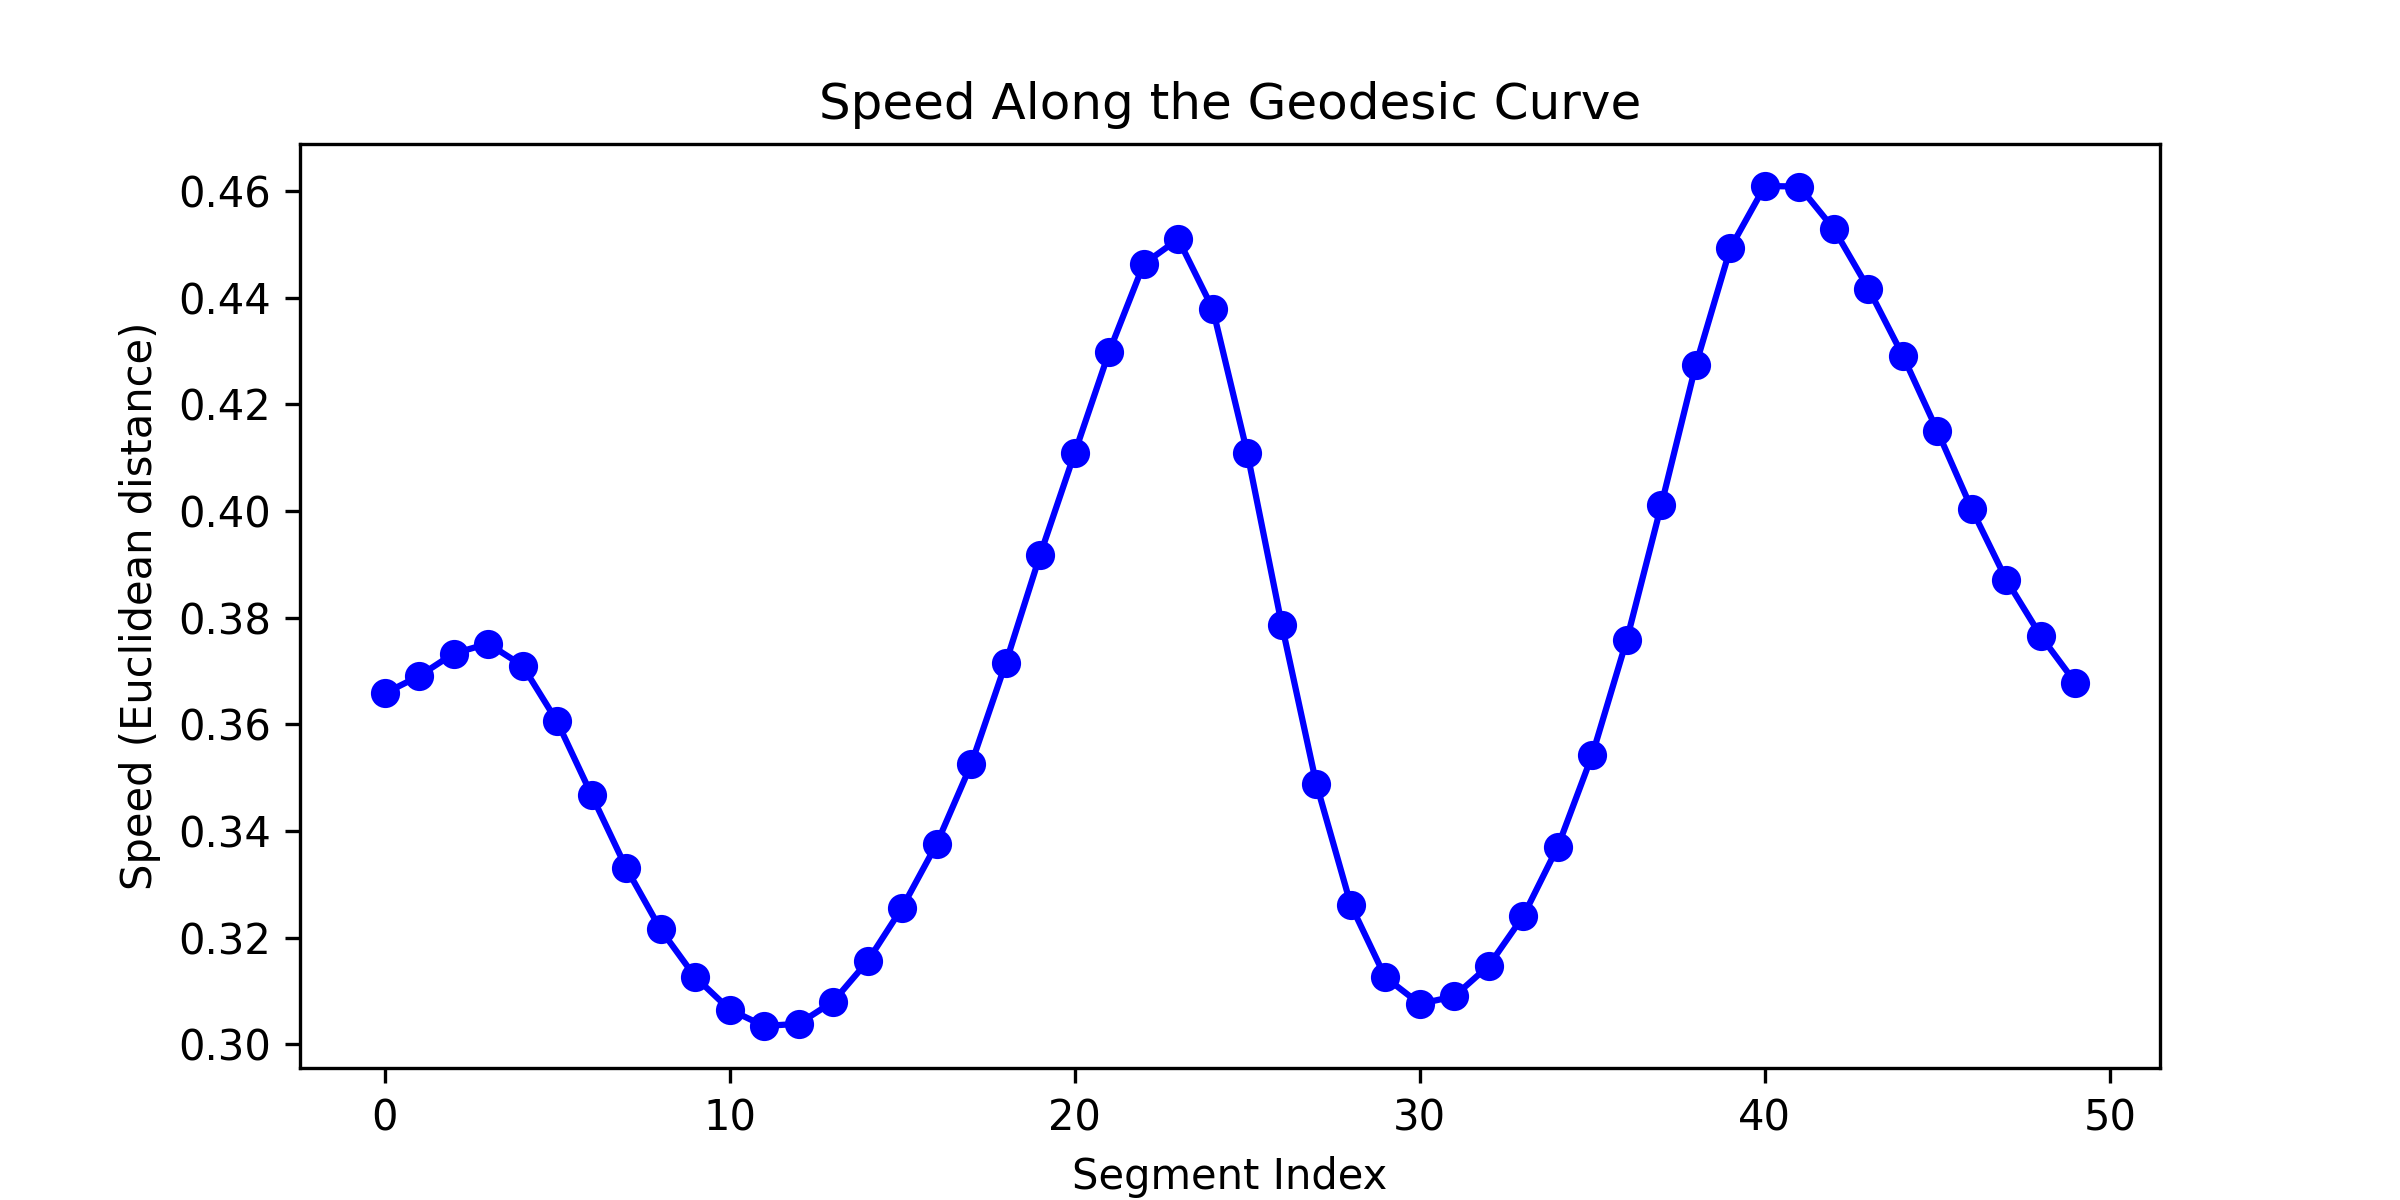 Speed Along the Geodesic Curve
Speed (Euclidean distance)
0.46
0.44
0.42
0.40
0.38
0.36
0.34
0.32
0.30
0 10 20 30 40 50
Segment Index